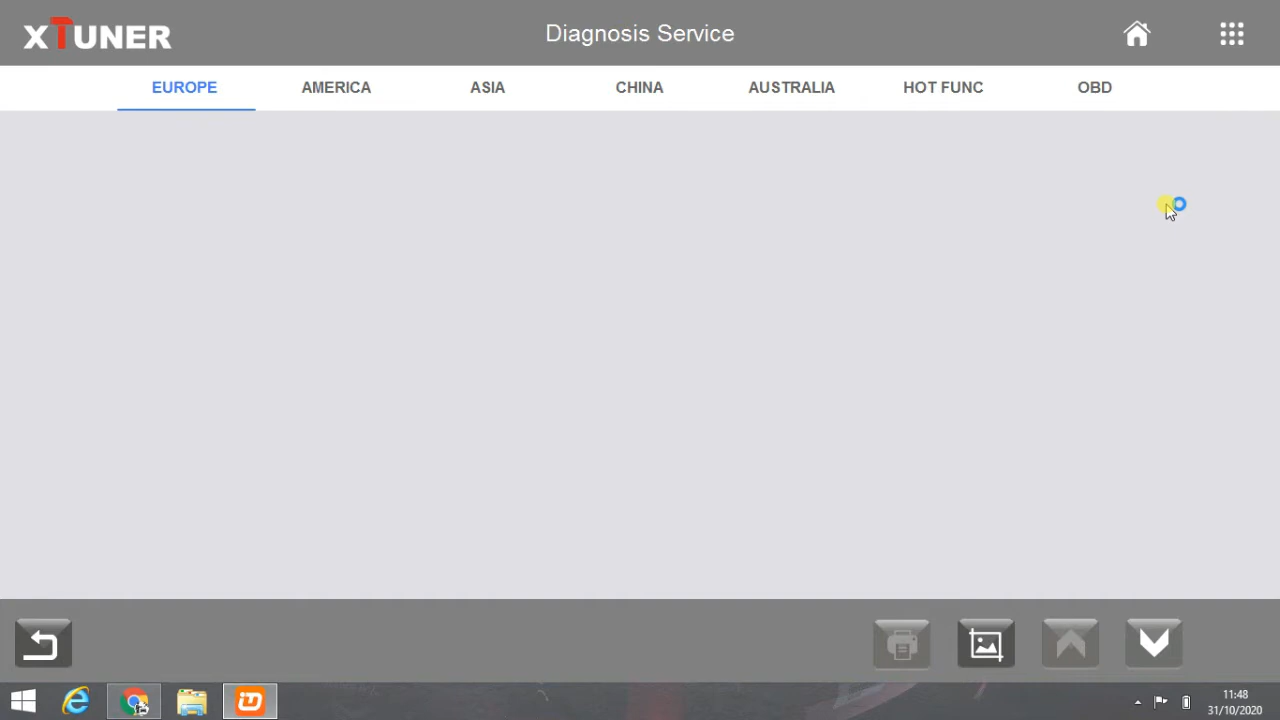 XTUNER
Diagnosis Service
EUROPE
AMERICA
ASIA
CHINA
AUSTRALIA
HOT FUNC
OBD
11:48
31/10/2020